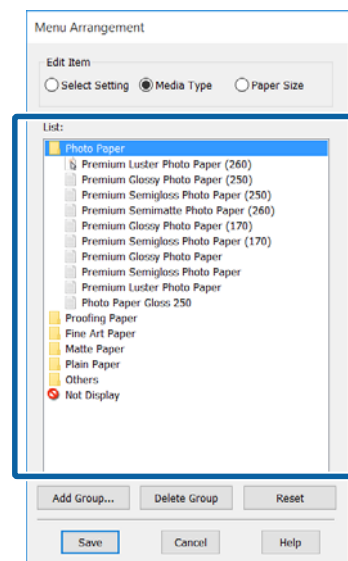 Menu Arrangement
Edit Item
Select Setting Media Type Paper Size
List:
Photo Paper
Premium Luster Photo Paper (260)
Premium Glossy Photo Paper (250)
Premium Semigloss Photo Paper (250)
Premium Semimatte Photo Paper (260)
Premium Glossy Photo Paper (170)
Premium Semigloss Photo Paper (170)
Premium Glossy Photo Paper
Premium Semigloss Photo Paper
Premium Luster Photo Paper
Photo Paper Gloss 250
Proofing Paper
Fine Art Paper
Matte Paper
Plain Paper
Others
Not Display
Add Group... Delete Group Reset
Save Cancel Help